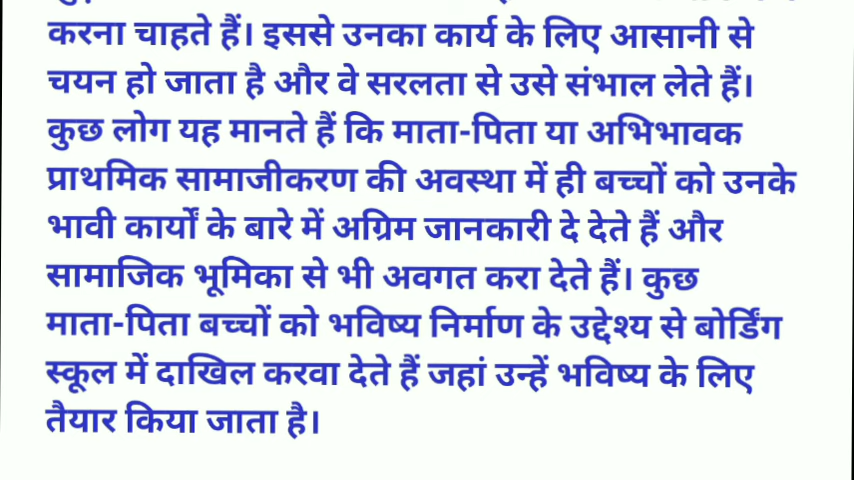 करना चाहते हैं। इससे उनका कार्य के लिए आसानी से
चयन हो जाता है और वे सरलता से उसे संभाल लेते हैं।
कुछ लोग यह मानते हैं कि माता-पिता या अभिभावक
प्राथमिक सामाजीकरण की अवस्था में ही बच्चों को उनके
भावी कार्यों के बारे में अग्रिम जानकारी दे देते हैं और
सामाजिक भूमिका से भी अवगत करा देते हैं। कुछ
माता-पिता बच्चों को भविष्य निर्माण के उद्देश्य से बोर्डिंग
स्कूल में दाखिल करवा देते हैं जहां उन्हें भविष्य के लिए
तैयार किया जाता है।